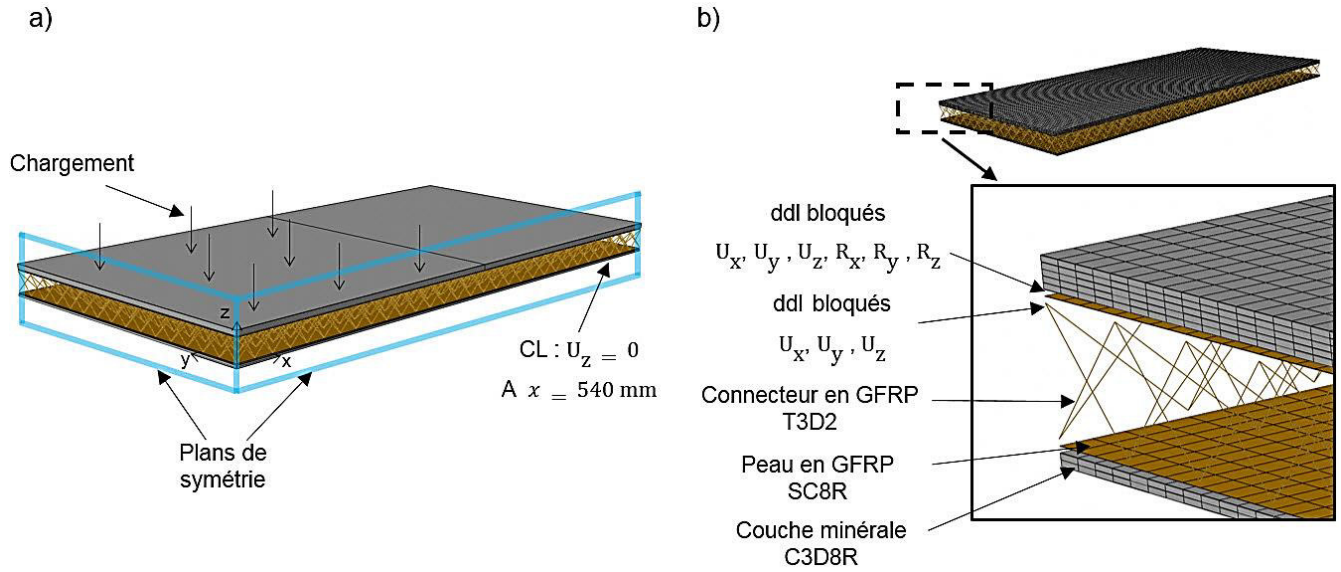 a)
Chargement
z
y
x
CL : U_z = 0
A x = 540 mm
Plans de
symétrie
b)
ddl bloqués
U_x, U_y , U_z, R_x, R_y , R_z
ddl bloqués
U_x, U_y , U_z
Connecteur en GFRP
T3D2
Peau en GFRP
SC8R
Couche minérale
C3D8R